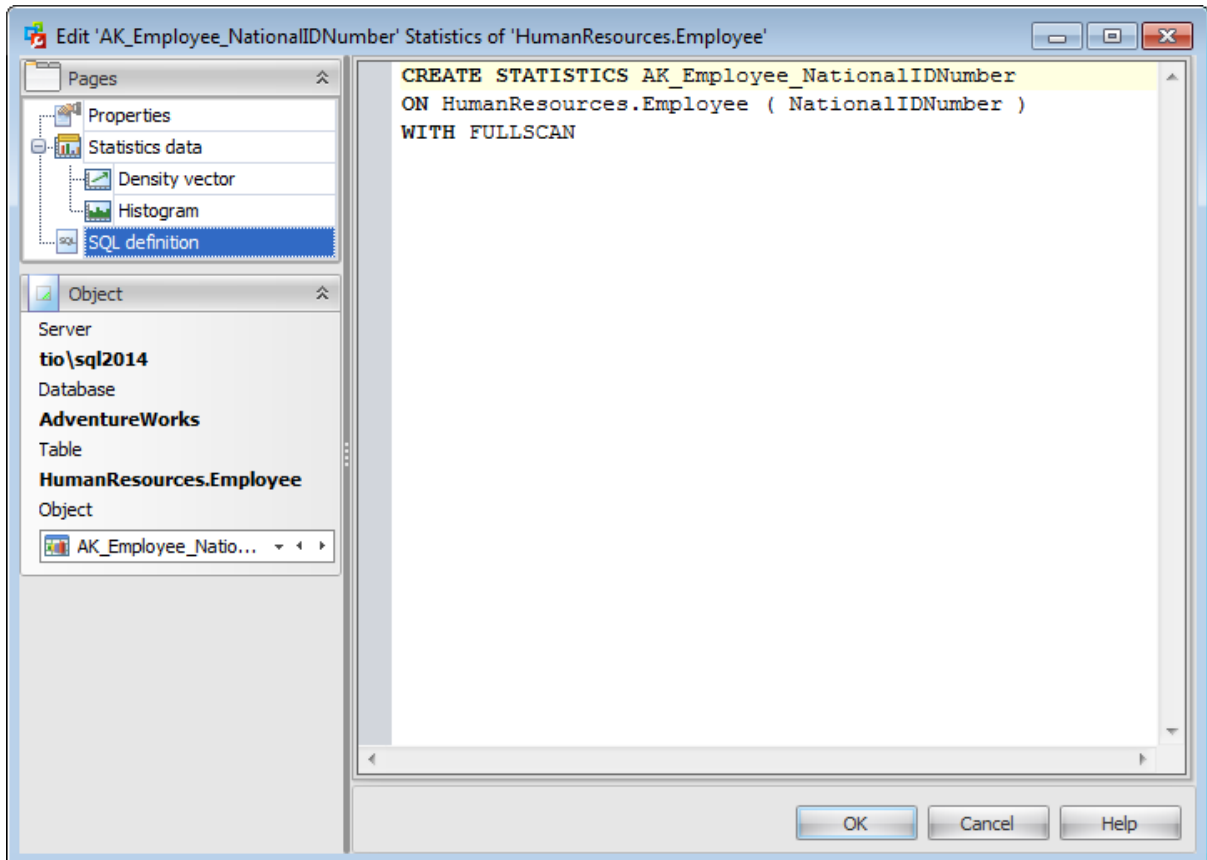 Edit 'AK_Employee_NationalIDNumber' Statistics of 'HumanResources.Employee'
Pages
Properties
Statistics data
Density vector
Histogram
SQL
SQL definition
Object
Server
tio\sql2014
Database
AdventureWorks
Table
HumanResources.Employee
Object
AK_Employee_Natio...
CREATE STATISTICS AK_Employee_NationalIDNumber
ON HumanResources.Employee ( NationalIDNumber )
WITH FULLSCAN
OK
Cancel
Help